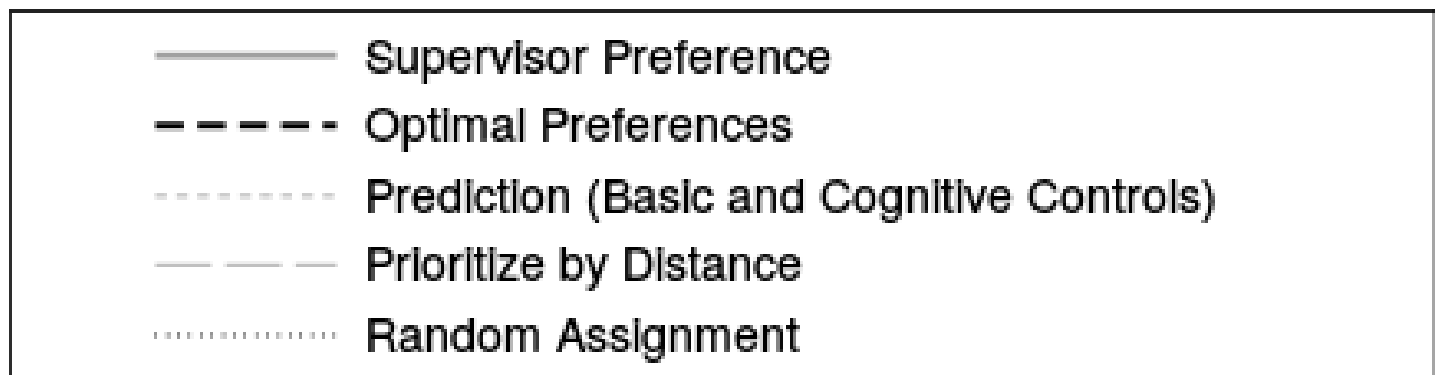 Supervisor Preference
Optimal Preferences
Prediction (Basic and Cognitive Controls)
Prioritize by Distance
Random Assignment